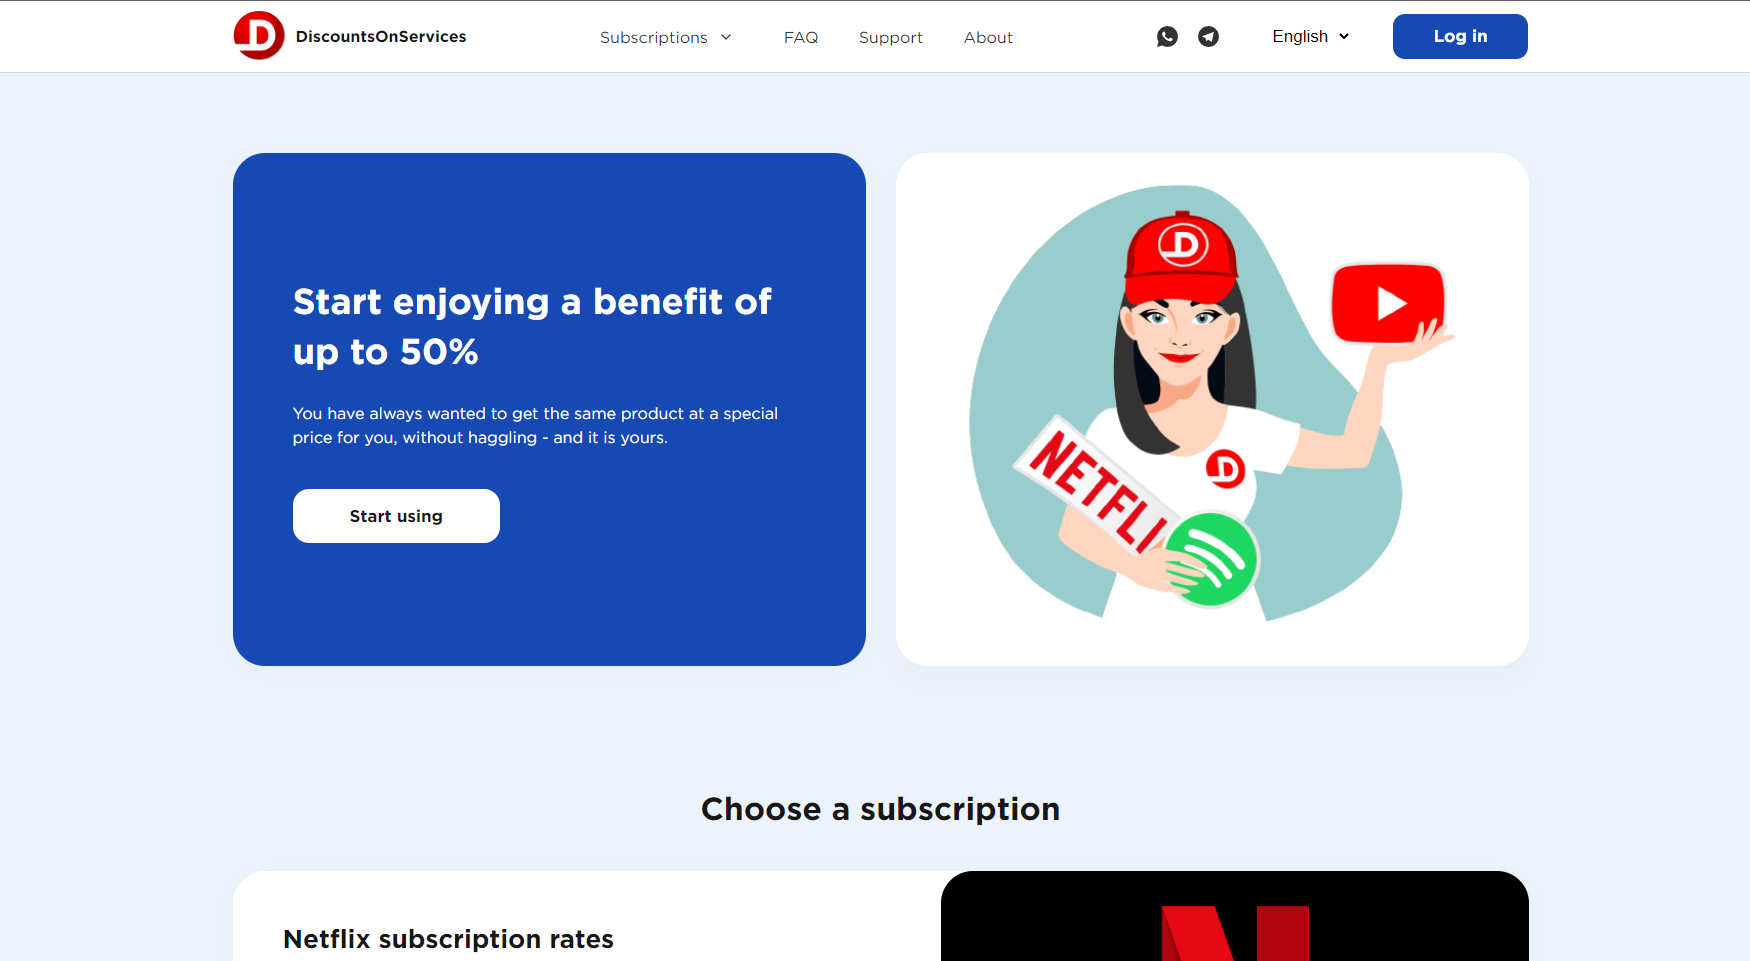 DiscountsOnServices
Subscriptions
FAQ
Support
About
English
Log in
Start enjoying a benefit of
up to 50%
You have always wanted to get the same product at a special
price for you, without haggling - and it is yours.
Start using
D
D
NETFLI
Choose a subscription
Netflix subscription rates